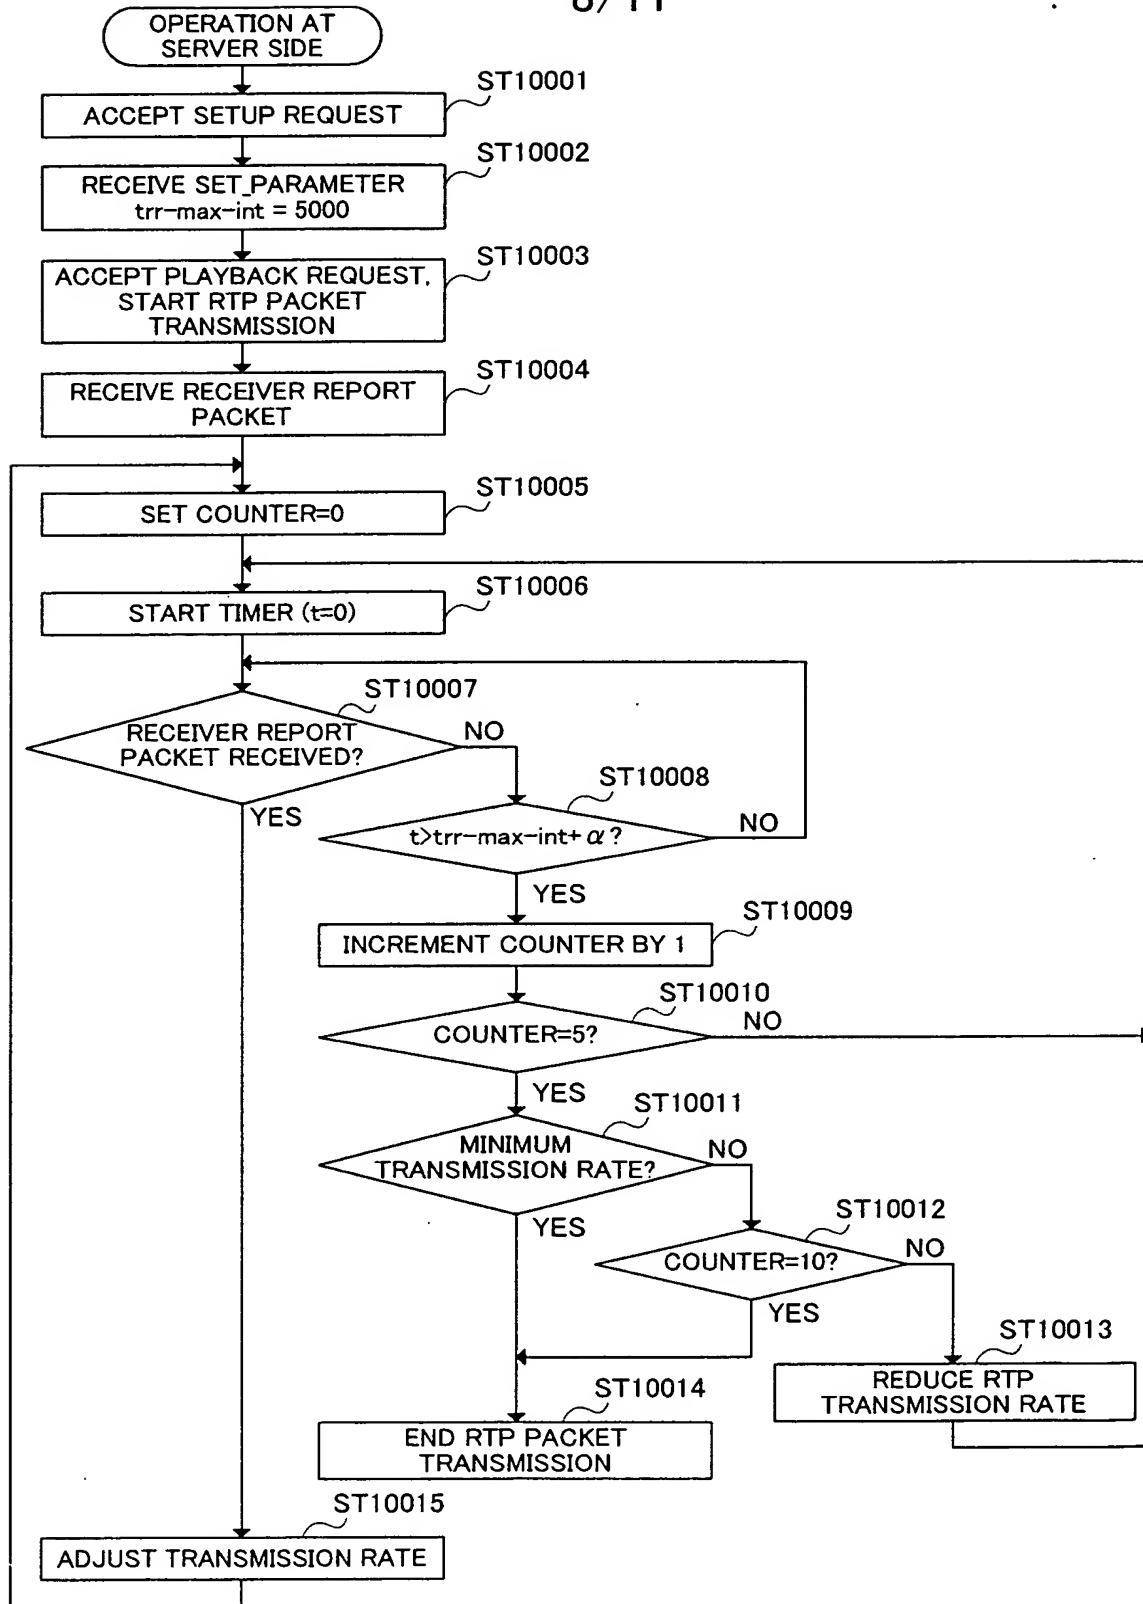 8/11
OPERATION AT
SERVER SIDE
ST10001
ACCEPT SETUP REQUEST
ST10002
RECEIVE SET_PARAMETER
trr-max-int = 5000
ST10003
ACCEPT PLAYBACK REQUEST,
START RTP PACKET
TRANSMISSION
ST10004
RECEIVE RECEIVER REPORT
PACKET
ST10005
SET COUNTER=0
ST10006
START TIMER (t=0)
ST10007
RECEIVER REPORT
PACKET RECEIVED?
NO
YES
ST10008
t>trr-max-int+α?
NO
YES
ST10009
INCREMENT COUNTER BY 1
ST10010
COUNTER=5?
NO
YES
ST10011
MINIMUM
TRANSMISSION RATE?
NO
YES
ST10012
COUNTER=10?
NO
YES
ST10013
REDUCE RTP
TRANSMISSION RATE
ST10014
END RTP PACKET
TRANSMISSION
ST10015
ADJUST TRANSMISSION RATE